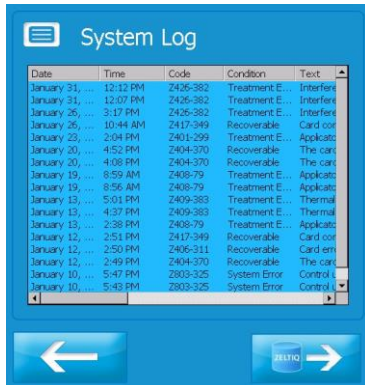 System Log
Date Time Code Condition Text
January 31, ... 12:12 PM Z426-382 Treatment E... Interfere
January 31, ... 12:07 PM Z426-382 Treatment E... Interfere
January 26, ... 3:17 PM Z426-382 Treatment E... Interfere
January 26, ... 10:44 AM Z417-349 Recoverable Card cor
January 23, ... 2:04 PM Z401-299 Treatment E... Applicato
January 20, ... 4:52 PM Z404-370 Recoverable The card
January 20, ... 4:08 PM Z404-370 Recoverable The card
January 19, ... 8:59 AM Z408-79 Treatment E... Applicato
January 19, ... 8:56 AM Z408-79 Treatment E... Applicato
January 13, ... 5:01 PM Z409-383 Treatment E... Thermal
January 13, ... 4:37 PM Z409-383 Treatment E... Thermal
January 13, ... 2:38 PM Z408-79 Treatment E... Applicato
January 12, ... 2:51 PM Z417-349 Recoverable Card cor
January 12, ... 2:50 PM Z406-311 Recoverable Card erro
January 12, ... 2:49 PM Z404-370 Recoverable The card
January 10, ... 5:47 PM Z803-325 System Error Control u
January 10, ... 5:43 PM Z803-325 System Error Control u
ZELTIQ